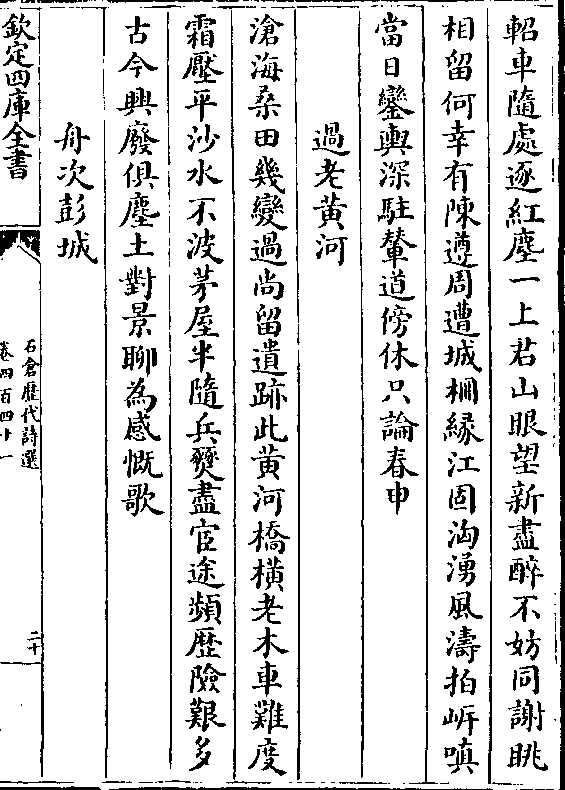 軺車隨處逐紅塵一上君山眼望新盡醉不妨同謝眺
相留何幸有陳遵周遭城柵緣江固洶湧風濤拍岍嗔
當日鑾輿深駐輦道傍休只論春申
過老黃河
滄海桑田幾變過尚留遺跡此黃河橋橫老木車難度
霜壓平沙水不波茅屋半隨兵燹盡宦途頻歷險艱多
古今興廢俱塵土對景聊為感慨歌
舟次彭城
欽定四庫全書
石倉歷代詩選
卷四百四十一
二十